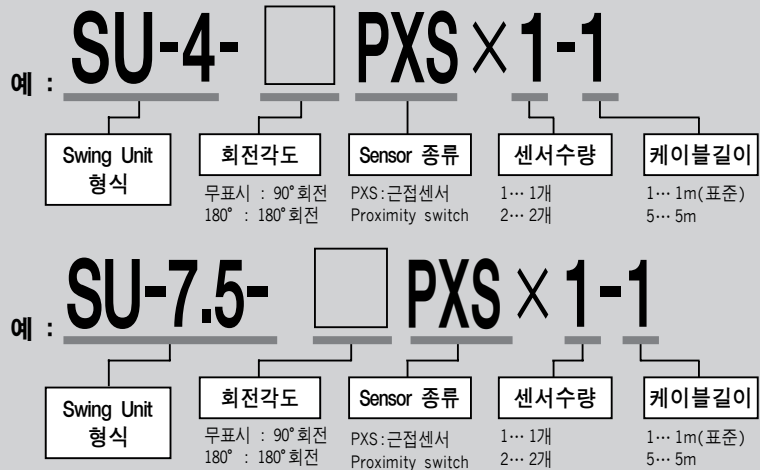 예 : SU-4- PXS×1-1
Swing Unit 형식
회전각도
Sensor 종류
센서수량
케이블길이
무표시 : 90°회전
180° : 180°회전
PXS:근접센서
Proximity switch
1… 1개
2… 2개
1… 1m(표준)
5… 5m
예 : SU-7.5- PXS×1-1
Swing Unit 형식
회전각도
Sensor 종류
센서수량
케이블길이
무표시 : 90°회전
180° : 180°회전
PXS:근접센서
Proximity switch
1… 1개
2… 2개
1… 1m(표준)
5… 5m